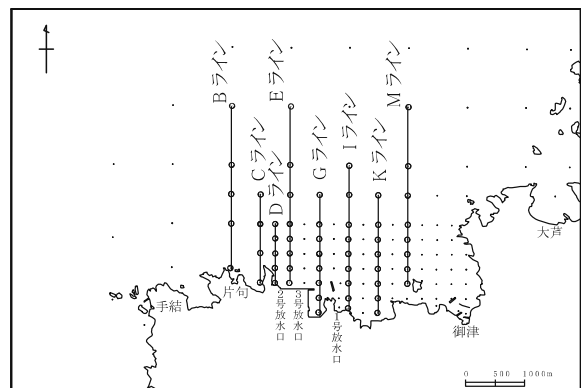 Bライン
Cライン
Dライン
Eライン
Gライン
Iライン
Kライン
Mライン
大芦
片句
手結
2号放水口
3号放水口
1号放水口
御津
0 500 1000m